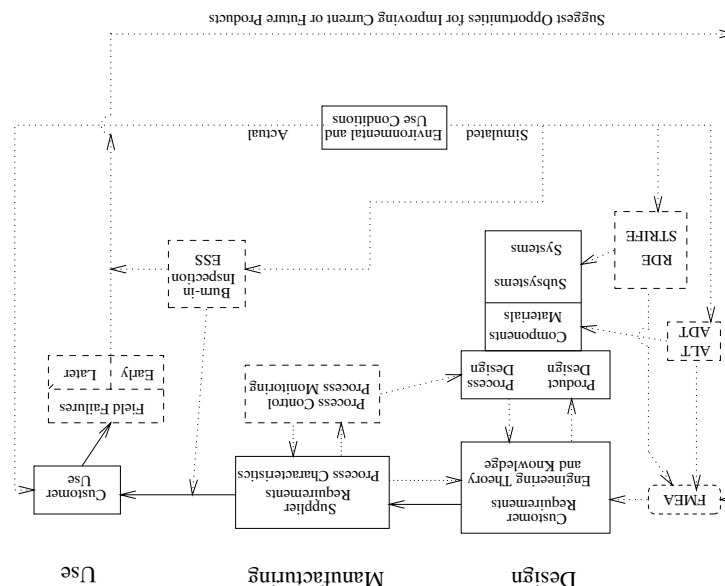 Design
Manufacturing
Use
FMEA
Customer
Requirements
Engineering Theory
and Knowledge
Supplier
Requirements
Process Characteristics
Customer
Use
Product
Design
Process
Design
Process Control
Process Monitoring
Field Failures
Early
Later
ALT
ADT
Components
Materials
Subsystems
Systems
RDE
STRIFE
Burn-in
Inspection
ESS
Simulated
Environmental and
Use Conditions
Actual
Suggest Opportunities for Improving Current or Future Products